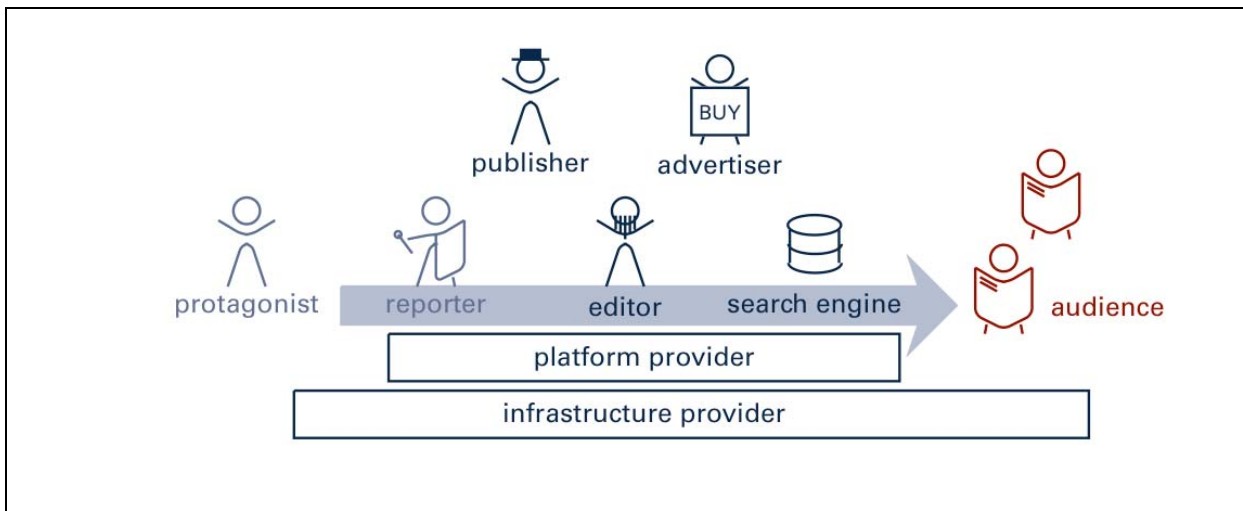 BUY
publisher
advertiser
protagonist
reporter
editor
search engine
audience
platform provider
infrastructure provider